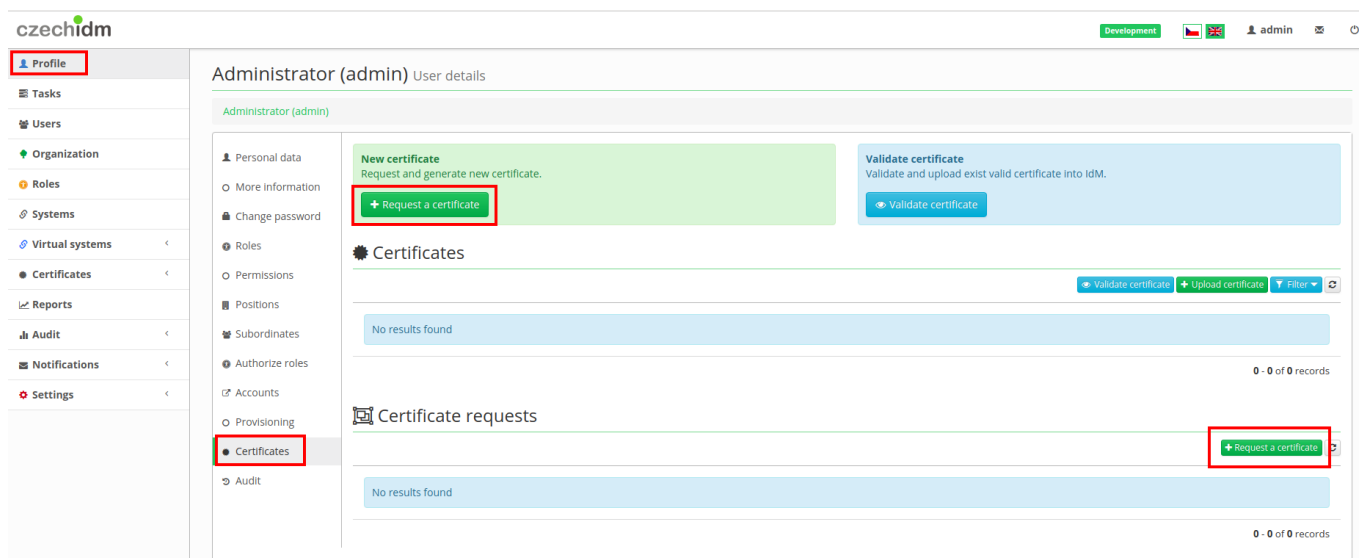 czechidm
Development
admin
Profile
Tasks
Users
Organization
Roles
Systems
Virtual systems
Certificates
Reports
Audit
Notifications
Settings
Administrator (admin) User details
Administrator (admin)
Personal data
More information
Change password
Roles
Permissions
Positions
Subordinates
Authorize roles
Accounts
Provisioning
Certificates
Audit
New certificate
Request and generate new certificate.
Request a certificate
Validate certificate
Validate and upload exist valid certificate into IdM.
Validate certificate
Certificates
Validate certificate
Upload certificate
Filter
No results found
0 - 0 of 0 records
Certificate requests
Request a certificate
No results found
0 - 0 of 0 records